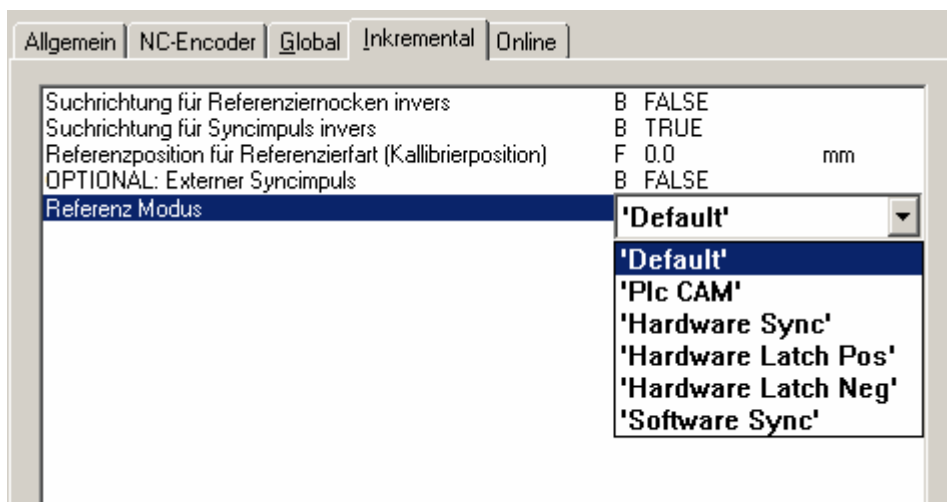 Allgemein NC-Encoder Global Inkremental Online
Suchrichtung für Referenziernocken invers B FALSE
Suchrichtung für Syncimpuls invers B TRUE
Referenzposition für Referenzierfart (Kallibrierposition) F 0.0 mm
OPTIONAL: Externer Syncimpuls B FALSE
Referenz Modus 'Default'
'Default'
'Plc CAM'
'Hardware Sync'
'Hardware Latch Pos'
'Hardware Latch Neg'
'Software Sync'